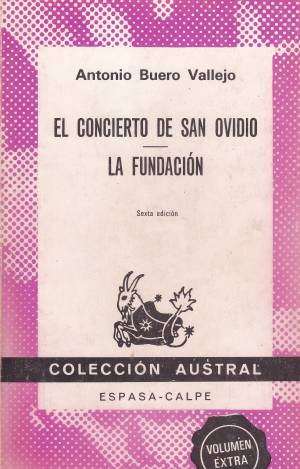 Antonio Buero Vallejo
EL CONCIERTO DE SAN OVIDIO
LA FUNDACIÓN
Sexta edición
COLECCIÓN AUSTRAL
ESPASA-CALPE
VOLUMEN
EXTRA